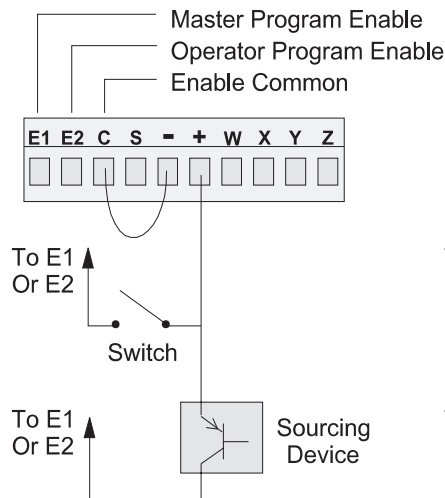 Master Program Enable
Operator Program Enable
Enable Common
E1 E2 C S - + W X Y Z
To E1
Or E2
Switch
To E1
Or E2
Sourcing
Device